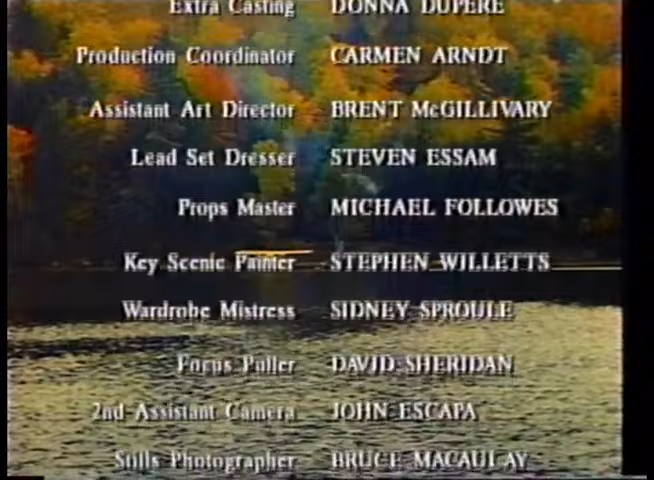 Extra Casting DONNA DUPERE
Production Coordinator CARMEN ARNDT
Assistant Art Director BRENT McGILLIVARY
Lead Set Dresser STEVEN ESSAM
Props Master MICHAEL FOLLOWES
Key Scenic Painter STEPHEN WILLETTS
Wardrobe Mistress SIDNEY SPROULE
Focus Puller DAVID SHERIDAN
2nd Assistant Camera JOHN ESCAPA
Stills Photographer BRUCE MACAULAY